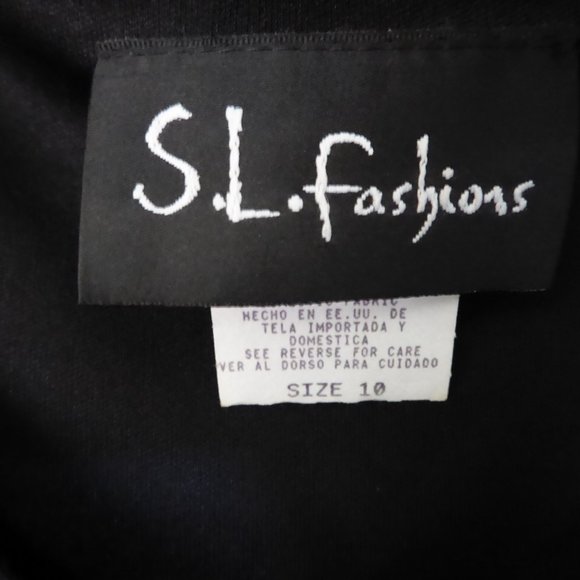 S.L.fashions
FABRIC
HECHO EN EE.UU. DE
TELA IMPORTADA Y
DOMESTICA
SEE REVERSE FOR CARE
VER AL DORSO PARA CUIDADO
SIZE 10